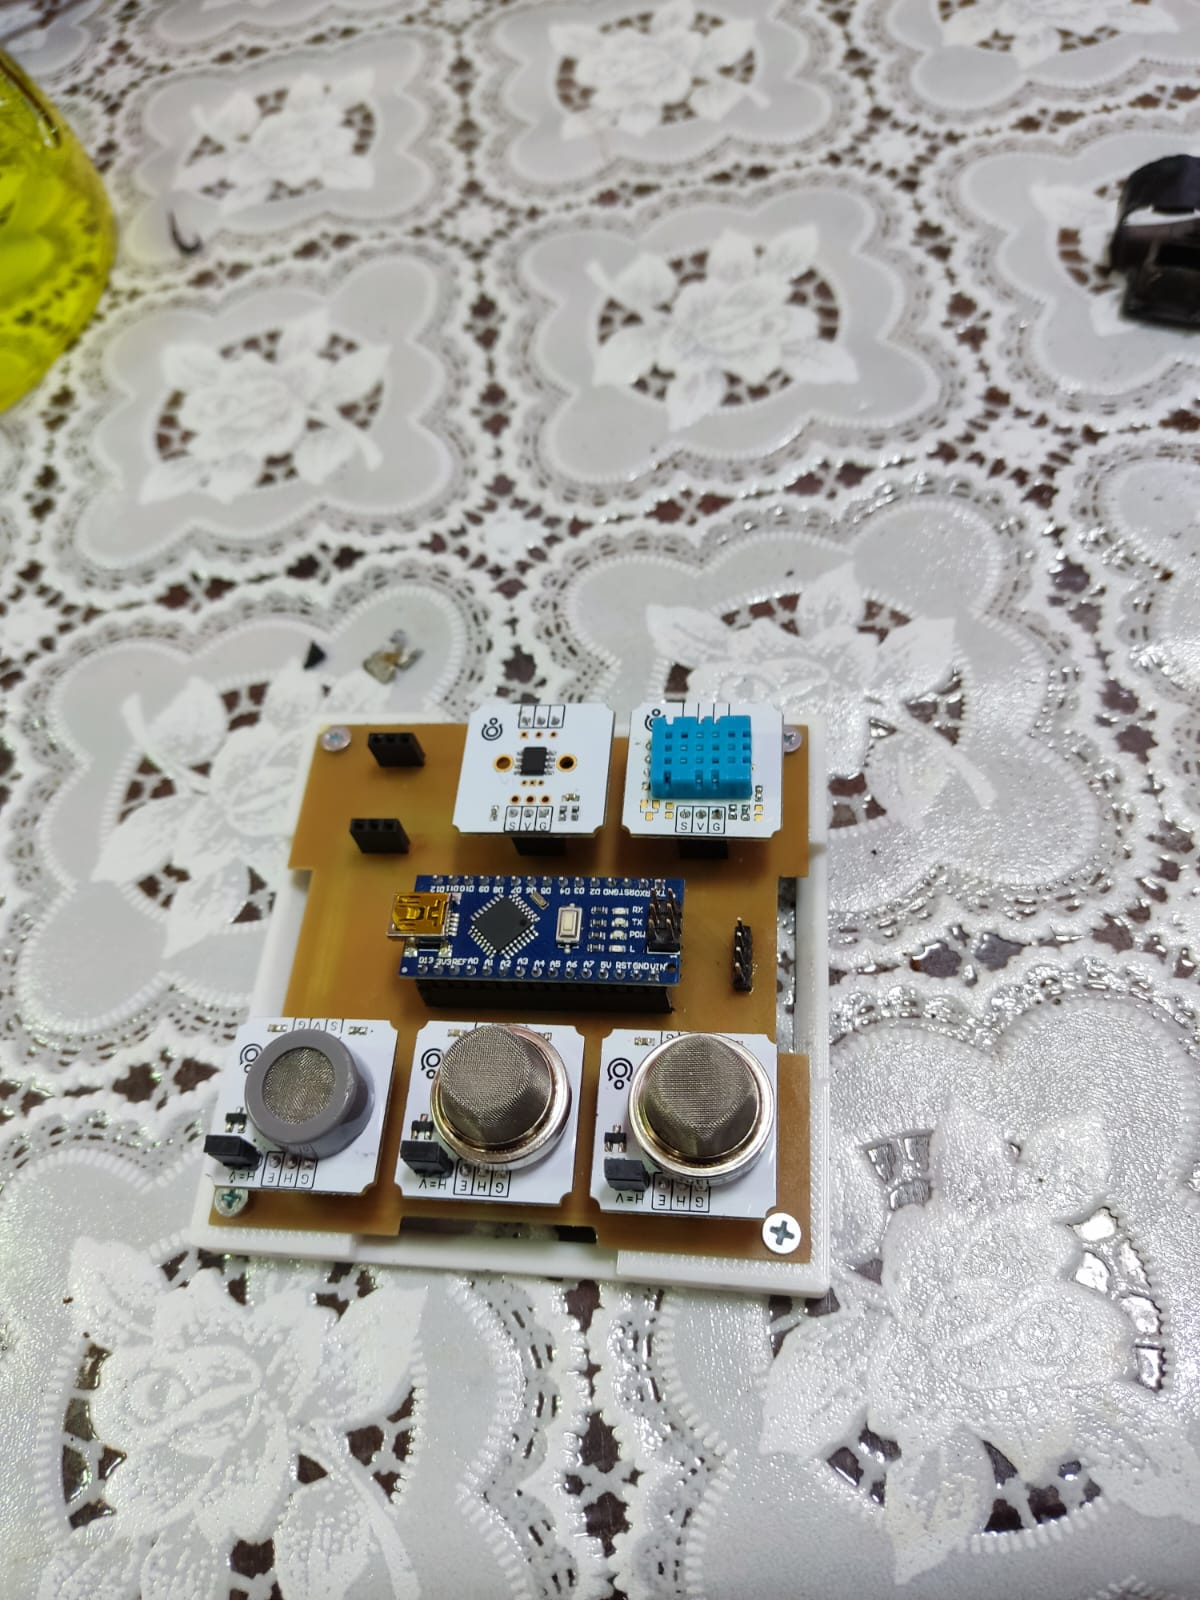 S V G
S V G
D12 D11 D10 D9 D8 D7 D6 D5 D4 D3 D2 GND RST RX0 TX
RX
TX
POW
L
D13 3V3 REF A0 A1 A2 A3 A4 A5 A6 A7 5V RST GND VIN
S V G
H=V E H G
H=V E H G
H=V E H G